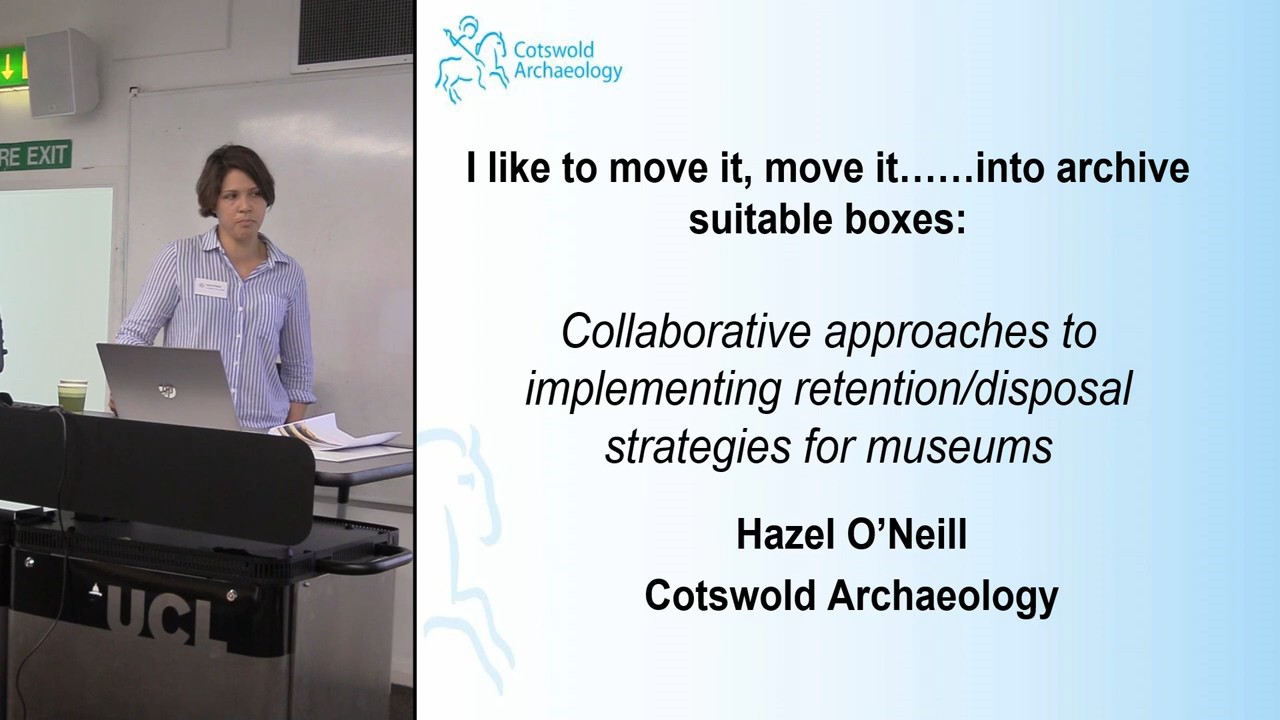 RE EXIT
UCL
Cotswold
Archaeology
I like to move it, move it……into archive
suitable boxes:
Collaborative approaches to
implementing retention/disposal
strategies for museums
Hazel O’Neill
Cotswold Archaeology